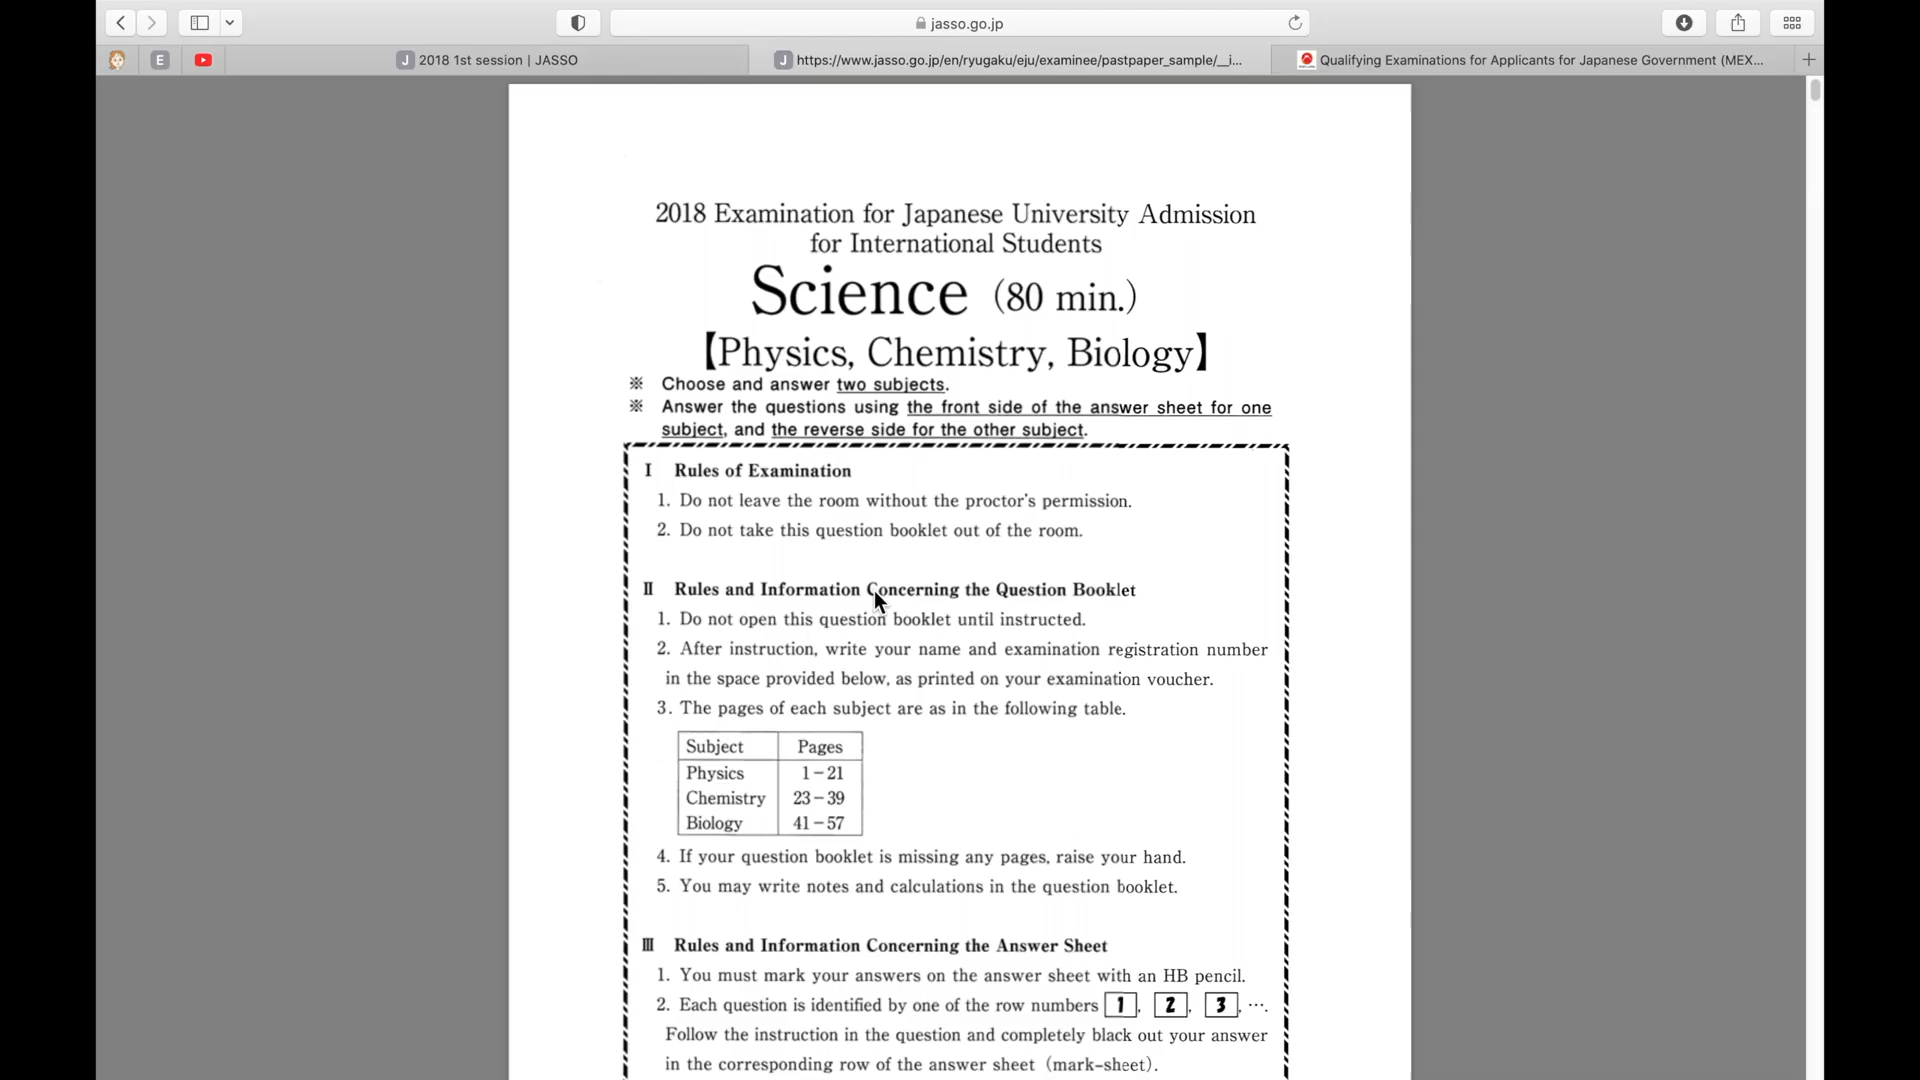 jasso.go.jp
E
J 2018 1st session | JASSO
J https://www.jasso.go.jp/en/ryugaku/eju/examinee/pastpaper_sample/__i...
Qualifying Examinations for Applicants for Japanese Government (MEX...
2018 Examination for Japanese University Admission
for International Students
Science (80 min.)
【Physics, Chemistry, Biology】
※ Choose and answer two subjects.
※ Answer the questions using the front side of the answer sheet for one
subject, and the reverse side for the other subject.
Ⅰ Rules of Examination
1. Do not leave the room without the proctor's permission.
2. Do not take this question booklet out of the room.
Ⅱ Rules and Information Concerning the Question Booklet
1. Do not open this question booklet until instructed.
2. After instruction, write your name and examination registration number
in the space provided below, as printed on your examination voucher.
3. The pages of each subject are as in the following table.
Subject Pages
Physics 1－21
Chemistry 23－39
Biology 41－57
4. If your question booklet is missing any pages, raise your hand.
5. You may write notes and calculations in the question booklet.
Ⅲ Rules and Information Concerning the Answer Sheet
1. You must mark your answers on the answer sheet with an HB pencil.
2. Each question is identified by one of the row numbers 1, 2, 3, ….
Follow the instruction in the question and completely black out your answer
in the corresponding row of the answer sheet (mark-sheet).